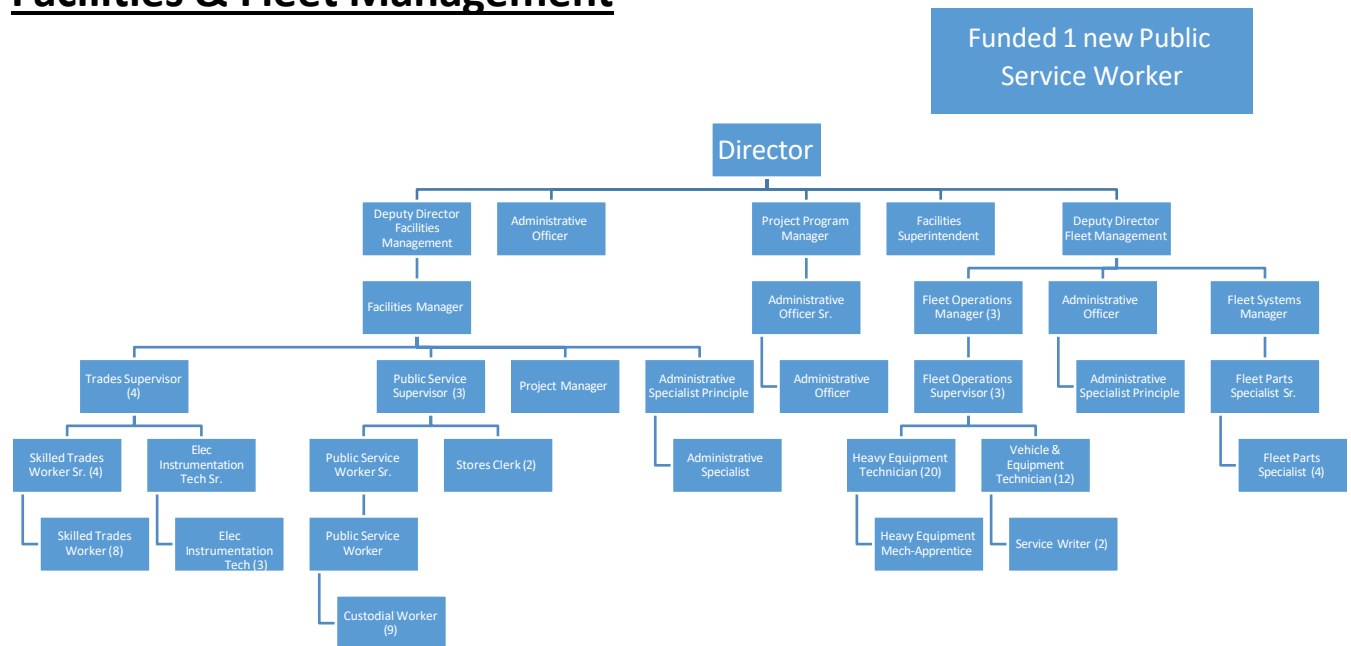 Facilities & Fleet Management
Funded 1 new Public
Service Worker
Director
Deputy Director
Facilities
Management
Administrative
Officer
Project Program
Manager
Facilities
Superintendent
Deputy Director
Fleet Management
Facilities Manager
Administrative
Officer Sr.
Fleet Operations
Manager (3)
Administrative
Officer
Fleet Systems
Manager
Trades Supervisor
(4)
Public Service
Supervisor (3)
Project Manager
Administrative
Specialist Principle
Administrative
Officer
Fleet Operations
Supervisor (3)
Administrative
Specialist Principle
Fleet Parts
Specialist Sr.
Skilled Trades
Worker Sr. (4)
Elec
Instrumentation
Tech Sr.
Public Service
Worker Sr.
Stores Clerk (2)
Administrative
Specialist
Heavy Equipment
Technician (20)
Vehicle &
Equipment
Technician (12)
Fleet Parts
Specialist (4)
Skilled Trades
Worker (8)
Elec
Instrumentation
Tech (3)
Public Service
Worker
Heavy Equipment
Mech-Apprentice
Service Writer (2)
Custodial Worker
(9)